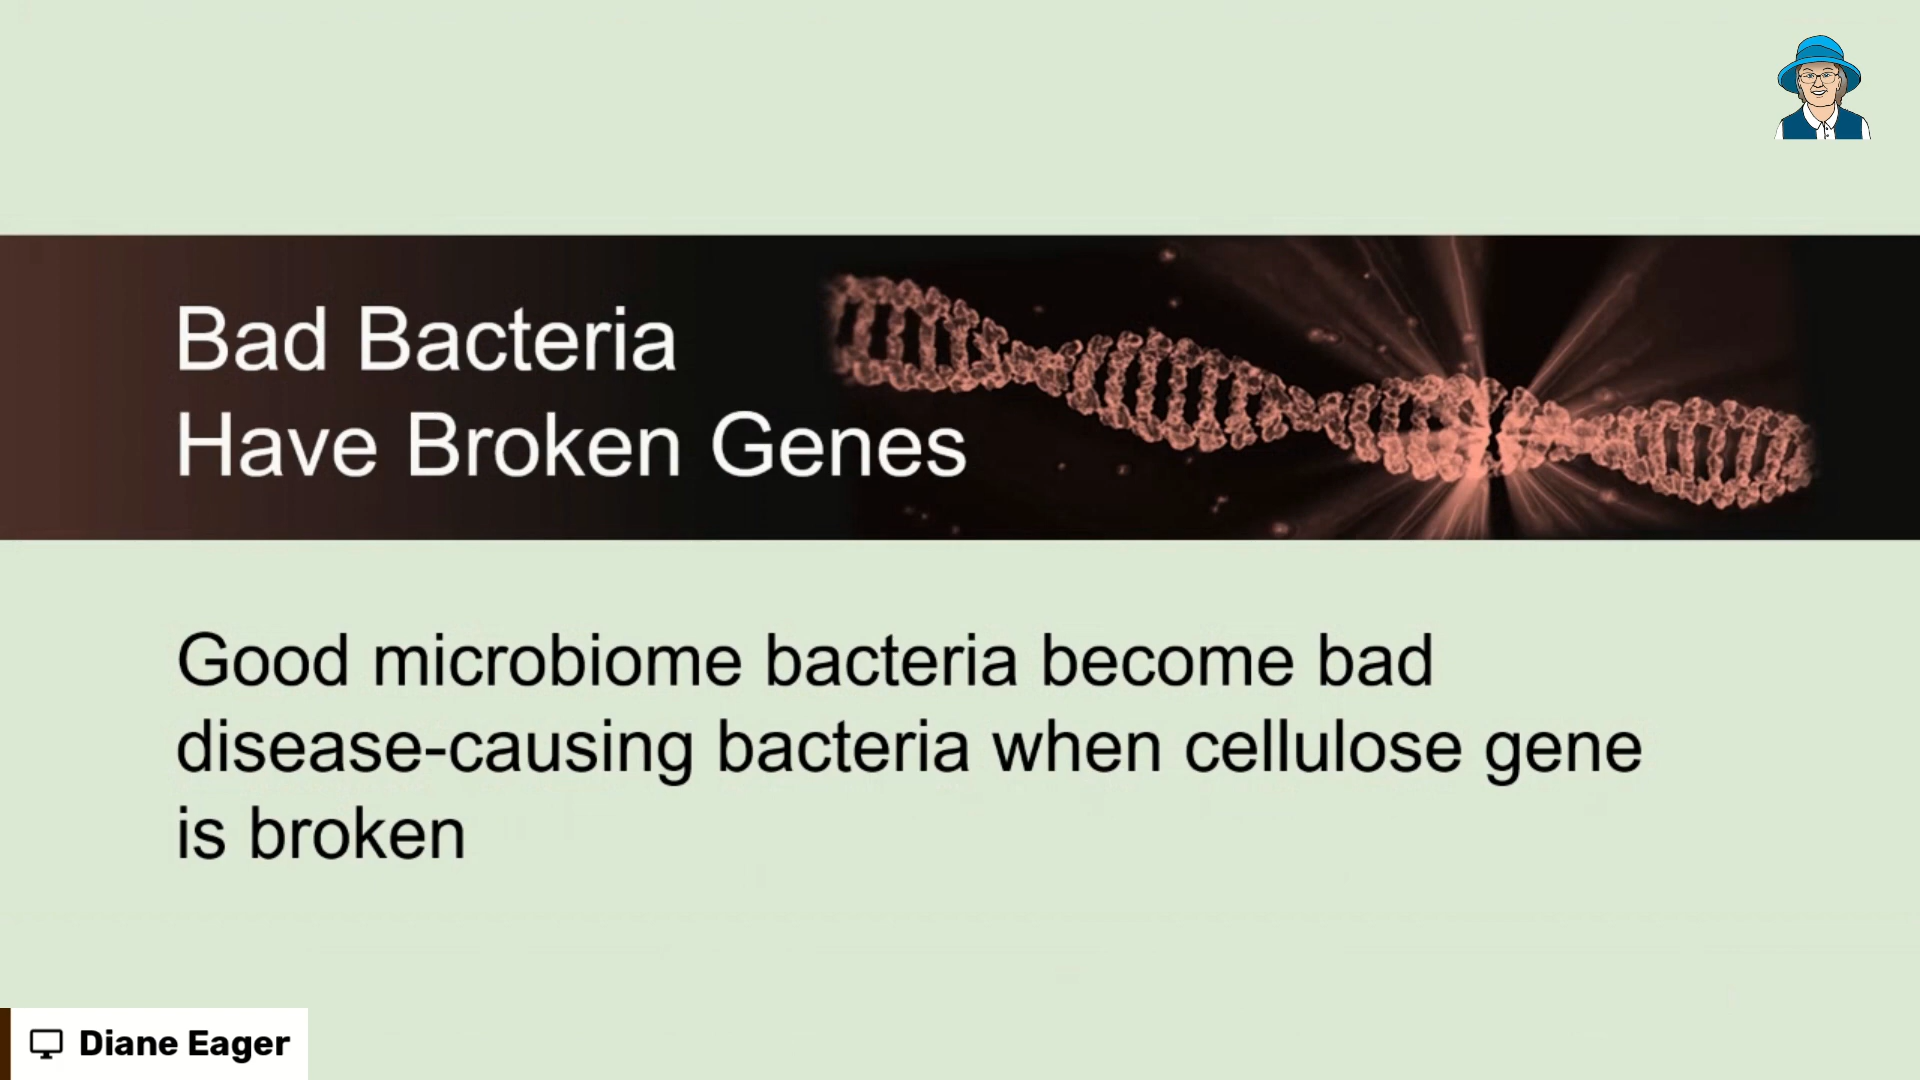 Bad Bacteria
Have Broken Genes
Good microbiome bacteria become bad
disease-causing bacteria when cellulose gene
is broken
Diane Eager